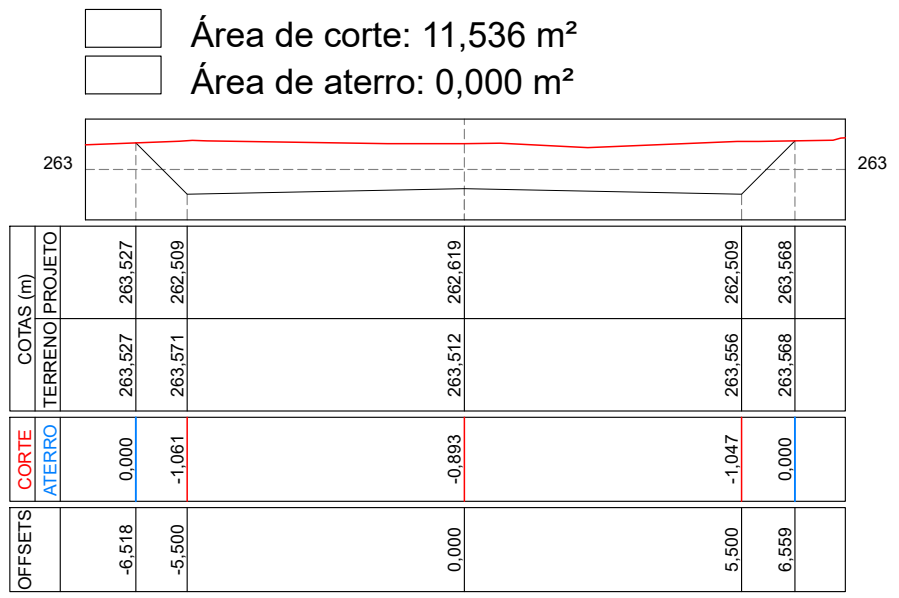 Área de corte: 11,536 m²
Área de aterro: 0,000 m²
263
263
COTAS (m)
PROJETO
263,527 262,509 262,619 262,509 263,568
TERRENO
263,527 263,571 263,512 263,556 263,568
CORTE
ATERRO
0,000 -1,061 -0,893 -1,047 0,000
OFFSETS
-6,518 -5,500 0,000 5,500 6,559